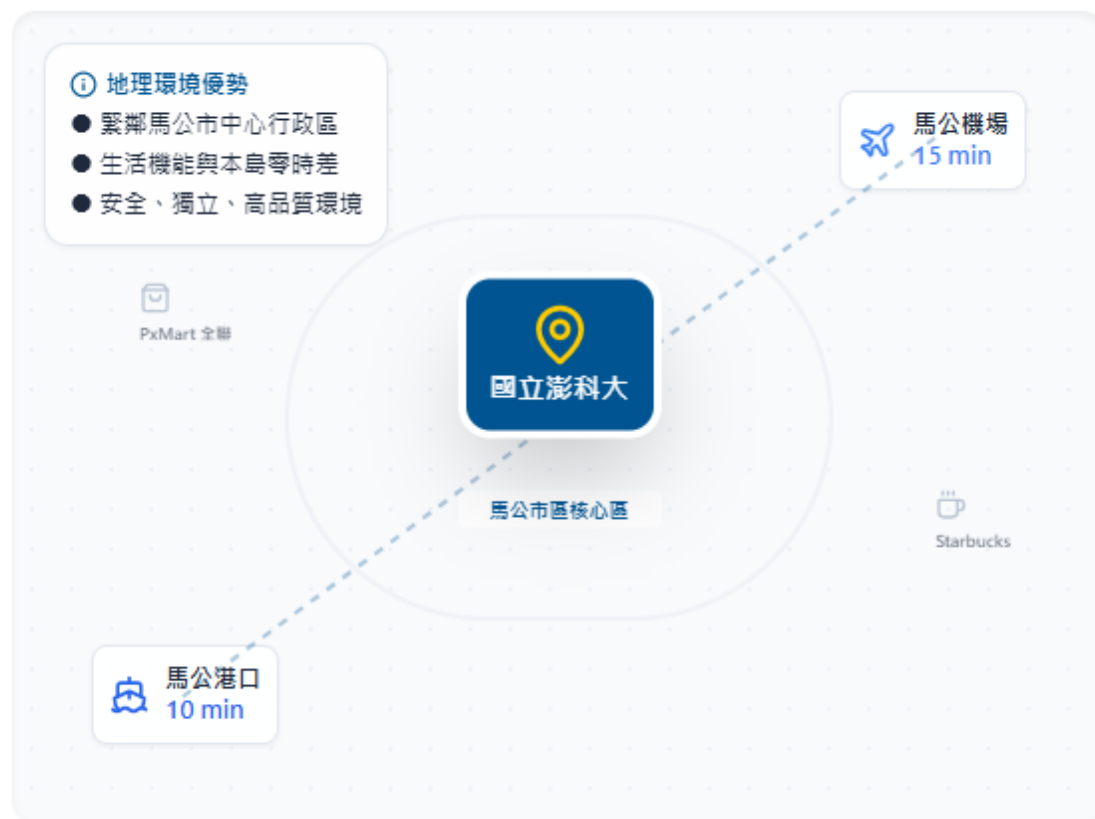 地理環境優勢
● 緊鄰馬公市中心行政區
● 生活機能與本島零時差
● 安全、獨立、高品質環境
馬公機場
15 min
PxMart 全聯
國立澎科大
馬公市區核心區
Starbucks
馬公港口
10 min